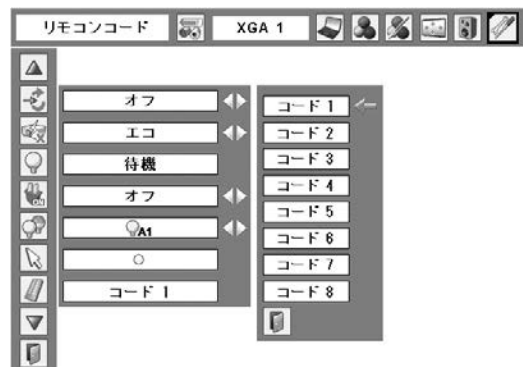 リモコンコード XGA 1
オフ
エコ
待機
ON
オフ
A1
コード 1
コード 1
コード 2
コード 3
コード 4
コード 5
コード 6
コード 7
コード 8